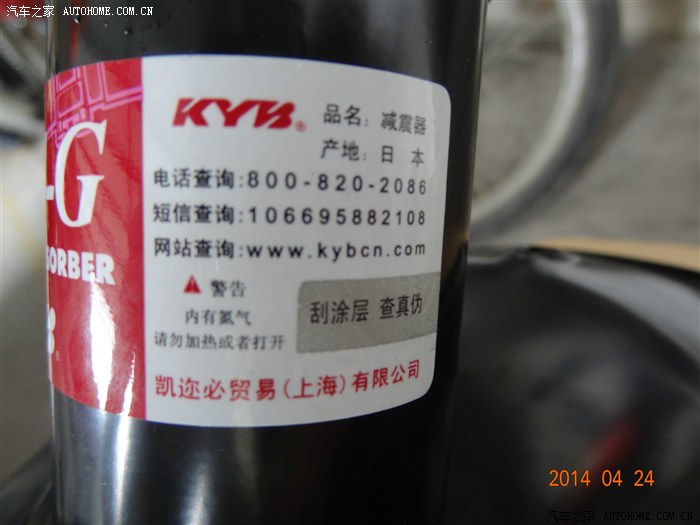 汽车之家 AUTOHOME.COM.CN
KYB®
品名: 减震器
产地: 日本
电话查询:800-820-2086
短信查询:106695882108
网站查询:www.kybcn.com
警告
内有氮气
请勿加热或者打开
刮涂层 查真伪
凯迩必贸易(上海)有限公司
-G
SORBER
2014 04 24
汽车之家 AUTOHOME.COM.CN